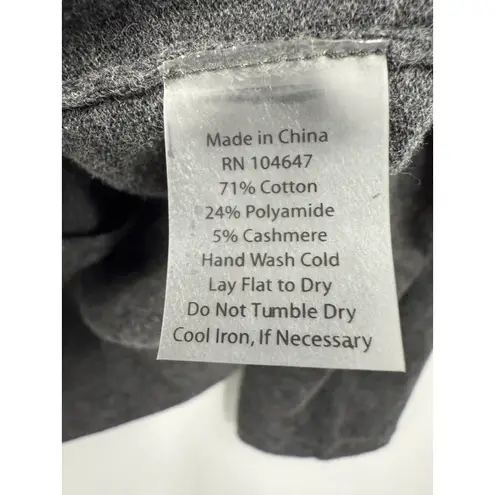 Made in China
RN 104647
71% Cotton
24% Polyamide
5% Cashmere
Hand Wash Cold
Lay Flat to Dry
Do Not Tumble Dry
Cool Iron, If Necessary